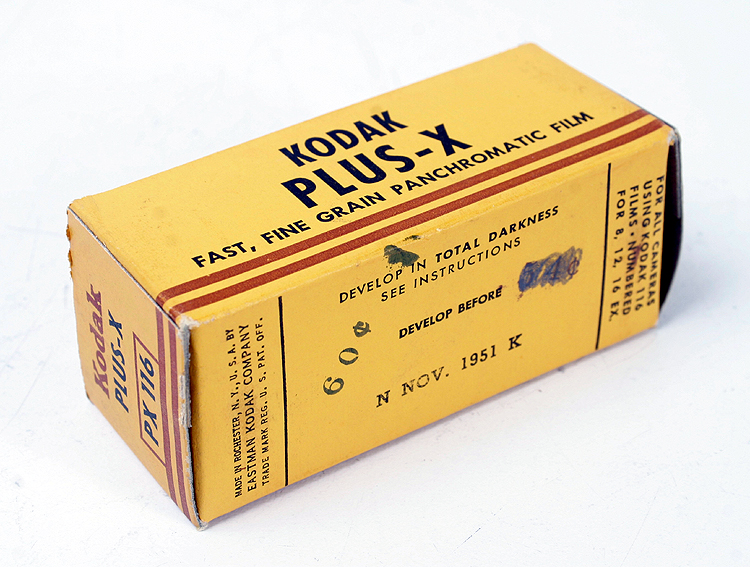 KODAK
PLUS-X
FAST, FINE GRAIN PANCHROMATIC FILM
Kodak
PLUS-X
PX 116
MADE IN ROCHESTER, N. Y., U. S. A. BY
EASTMAN KODAK COMPANY
TRADE MARK REG. U. S. PAT. OFF.
DEVELOP IN TOTAL DARKNESS
SEE INSTRUCTIONS
DEVELOP BEFORE
60¢
N NOV. 1951 K
FOR ALL CAMERAS
USING KODAK 116
FILMS • NUMBERED
FOR 8, 12, 16 EX.